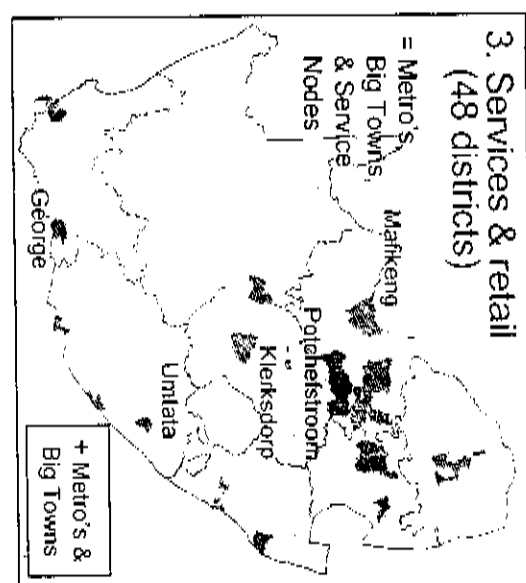 3. Services & retail
(48 districts)
= Metro's
Big Towns,
& Service
Nodes
Mafikeng
Potchefstroom
Klerksdorp
Umtata
George
+ Metro's &
Big Towns